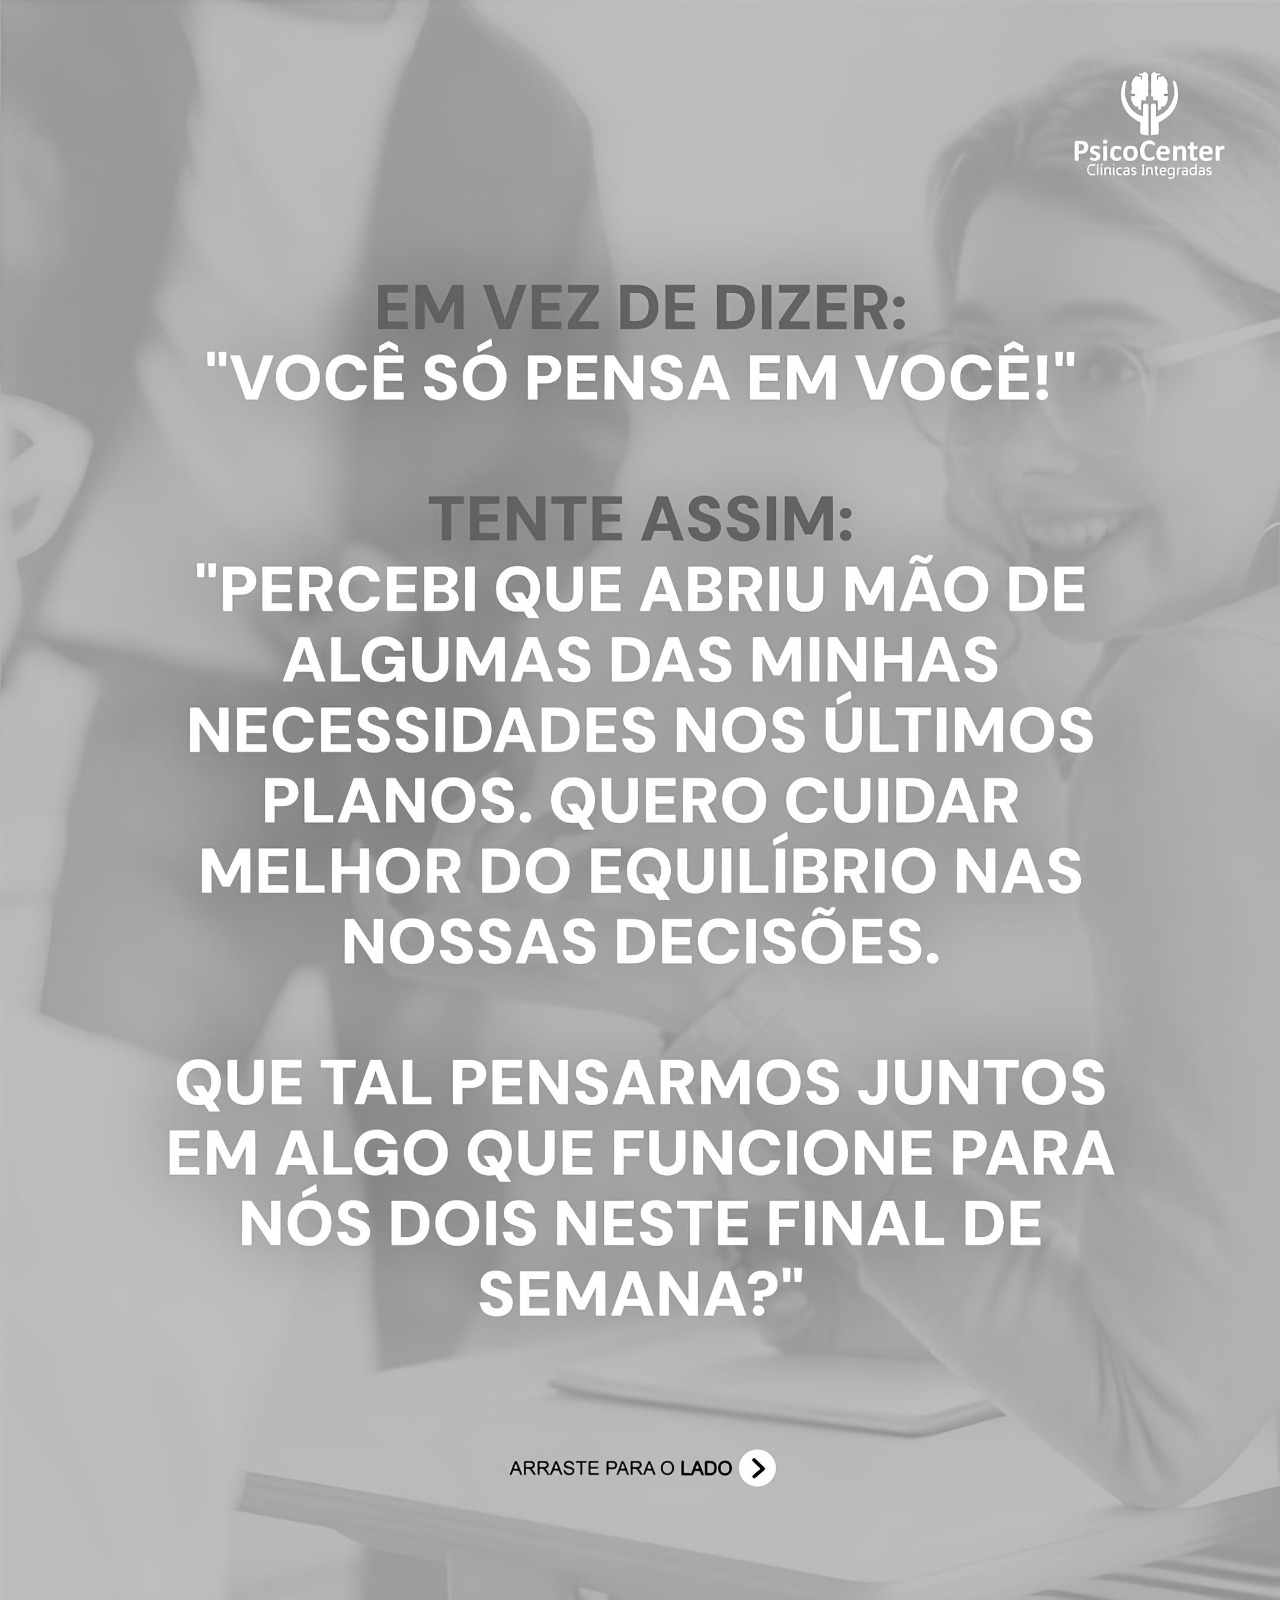 PsicoCenter
Clínicas Integradas
EM VEZ DE DIZER:
"VOCÊ SÓ PENSA EM VOCÊ!"
TENTE ASSIM:
"PERCEBI QUE ABRIU MÃO DE
ALGUMAS DAS MINHAS
NECESSIDADES NOS ÚLTIMOS
PLANOS. QUERO CUIDAR
MELHOR DO EQUILÍBRIO NAS
NOSSAS DECISÕES.
QUE TAL PENSARMOS JUNTOS
EM ALGO QUE FUNCIONE PARA
NÓS DOIS NESTE FINAL DE
SEMANA?"
ARRASTE PARA O LADO